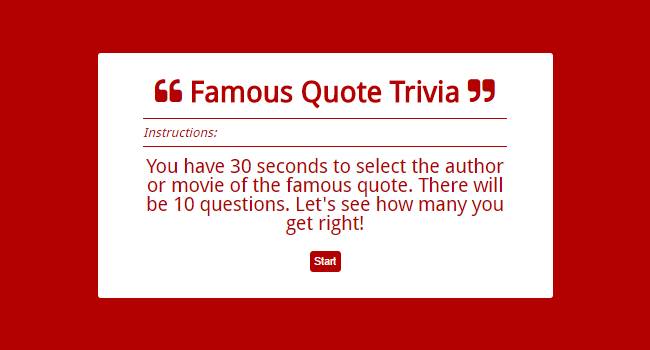 “ Famous Quote Trivia ”
Instructions:
You have 30 seconds to select the author
or movie of the famous quote. There will
be 10 questions. Let's see how many you
get right!
Start